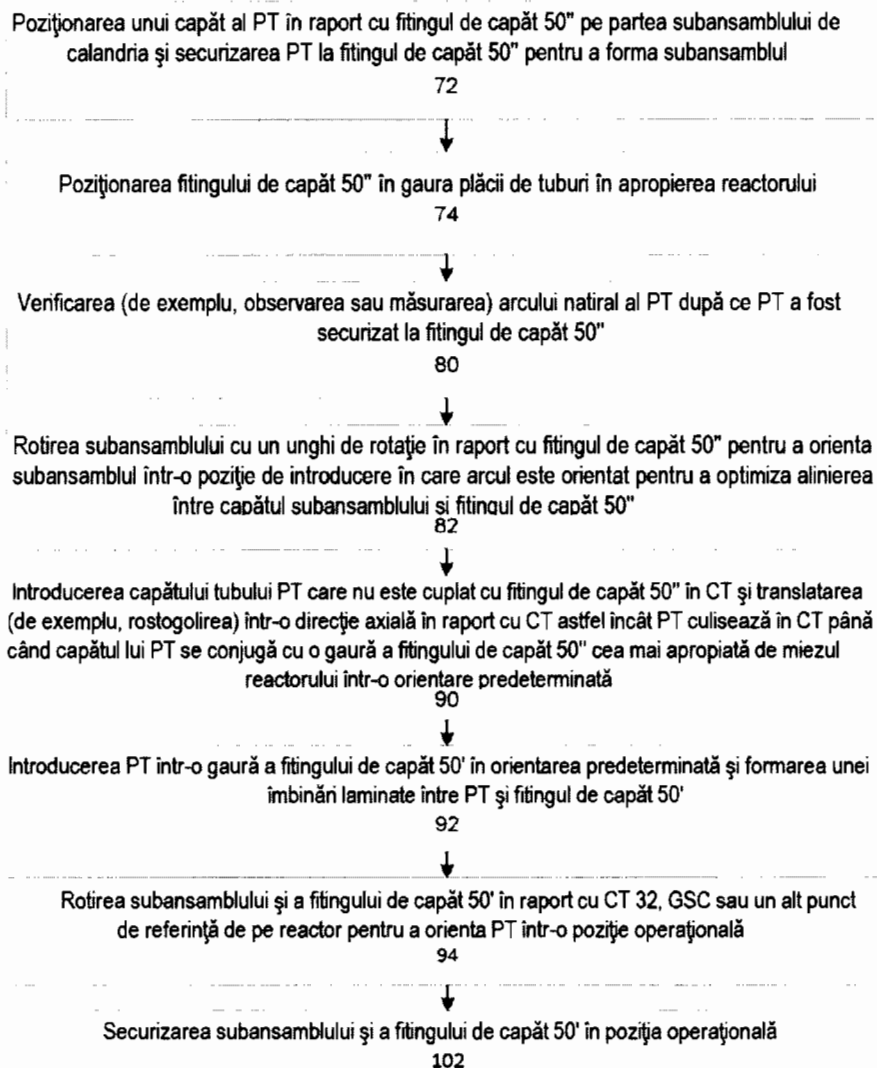 Poziţionarea unui capăt al PT în raport cu fitingul de capăt 50" pe partea subansamblului de
calandria şi securizarea PT la fitingul de capăt 50" pentru a forma subansamblul
72
Poziţionarea fitingului de capăt 50" în gaura plăcii de tuburi în apropierea reactorului
74
Verificarea (de exemplu, observarea sau măsurarea) arcului natiral al PT după ce PT a fost
securizat la fitingul de capăt 50"
80
Rotirea subansamblului cu un unghi de rotaţie în raport cu fitingul de capăt 50" pentru a orienta
subansamblul într-o poziţie de introducere în care arcul este orientat pentru a optimiza alinierea
între capătul subansamblului si fitingul de capăt 50"
82
Introducerea capătului tubului PT care nu este cuplat cu fitingul de capăt 50" în CT şi translatarea
(de exemplu, rostogolirea) într-o direcţie axială în raport cu CT astfel încât PT culisează în CT până
când capătul lui PT se conjugă cu o gaură a fitingului de capăt 50" cea mai apropiată de miezul
reactorului într-o orientare predeterminată
90
Introducerea PT într-o gaură a fitingului de capăt 50' în orientarea predeterminată şi formarea unei
îmbinări laminate între PT şi fitingul de capăt 50'
92
Rotirea subansamblului şi a fitingului de capăt 50' în raport cu CT 32, GSC sau un alt punct
de referinţă de pe reactor pentru a orienta PT într-o poziţie operaţională
94
Securizarea subansamblului şi a fitingului de capăt 50' în poziţia operaţională
102